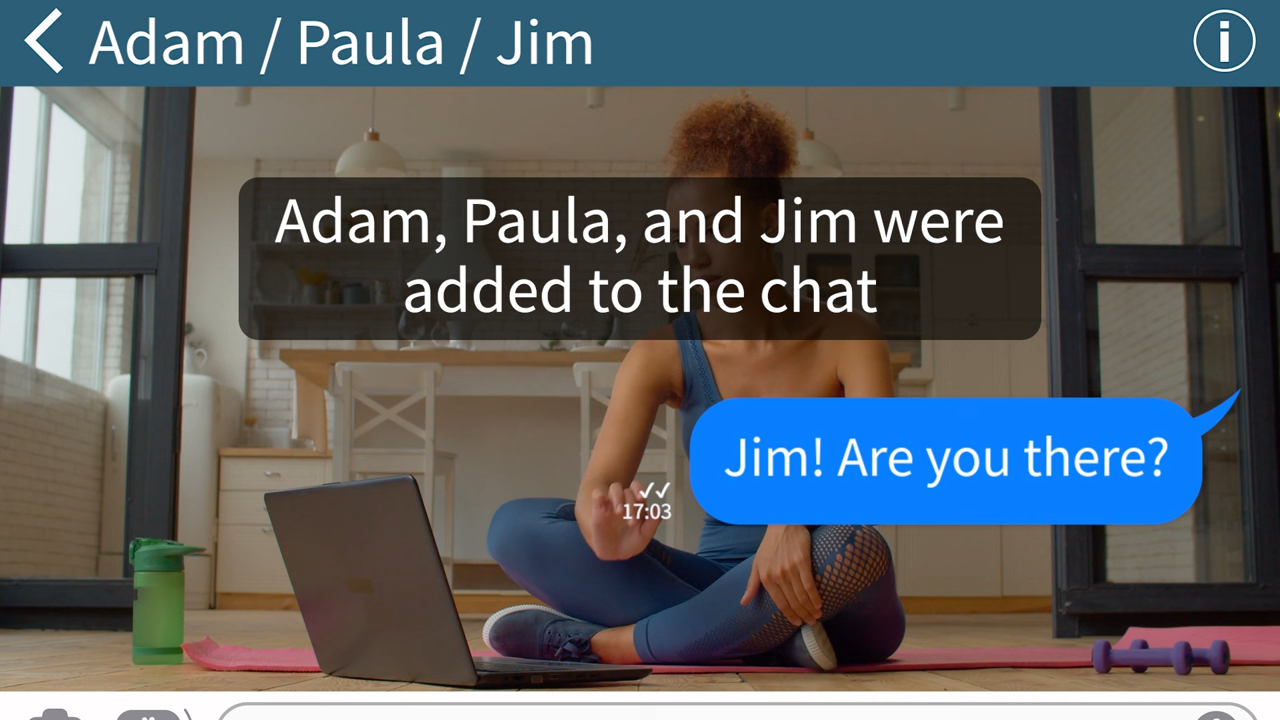 Adam / Paula / Jim
Adam, Paula, and Jim were
added to the chat
Jim! Are you there?
17:03